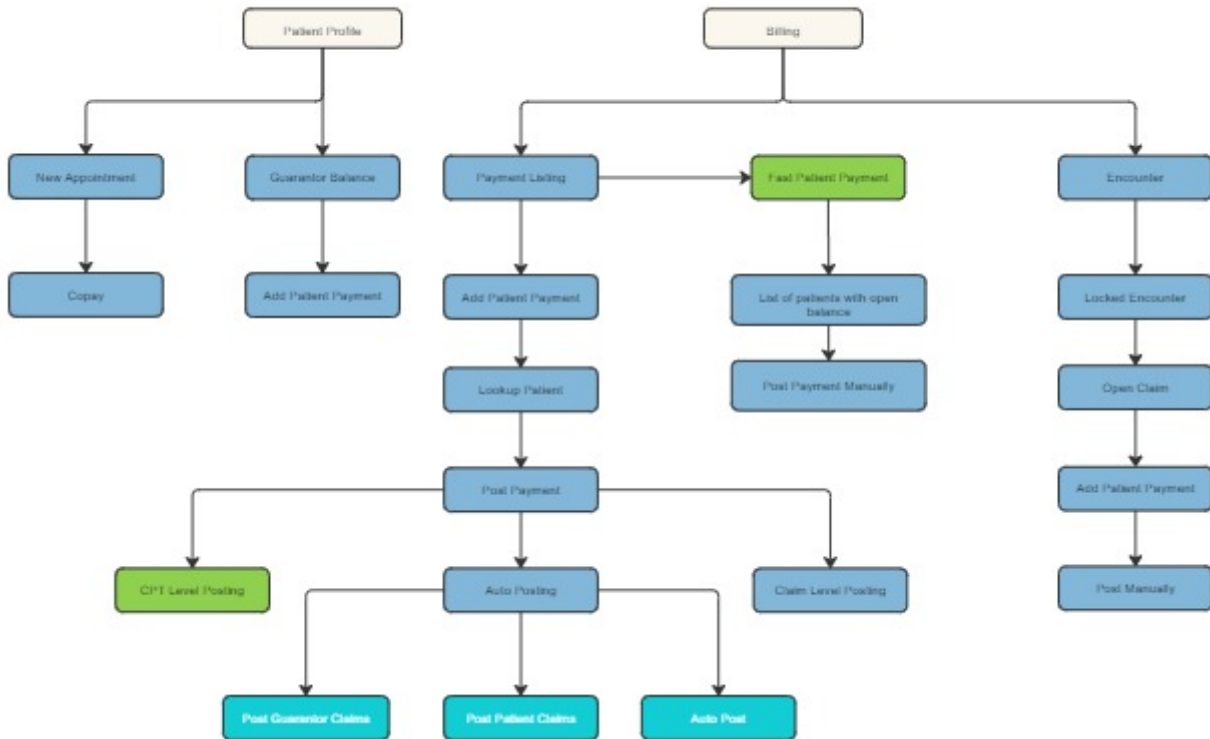 Patient Profile
Billing
New Appointment
Guarantor Balance
Payment Listing
Fast Patient Payment
Encounter
Copay
Add Patient Payment
Add Patient Payment
List of patients with open
balance
Locked Encounter
Lookup Patient
Post Payment Manually
Open Claim
Post Payment
Add Patient Payment
CPT Level Posting
Auto Posting
Claim Level Posting
Post Manually
Post Guarantor Claims
Post Patient Claims
Auto Post